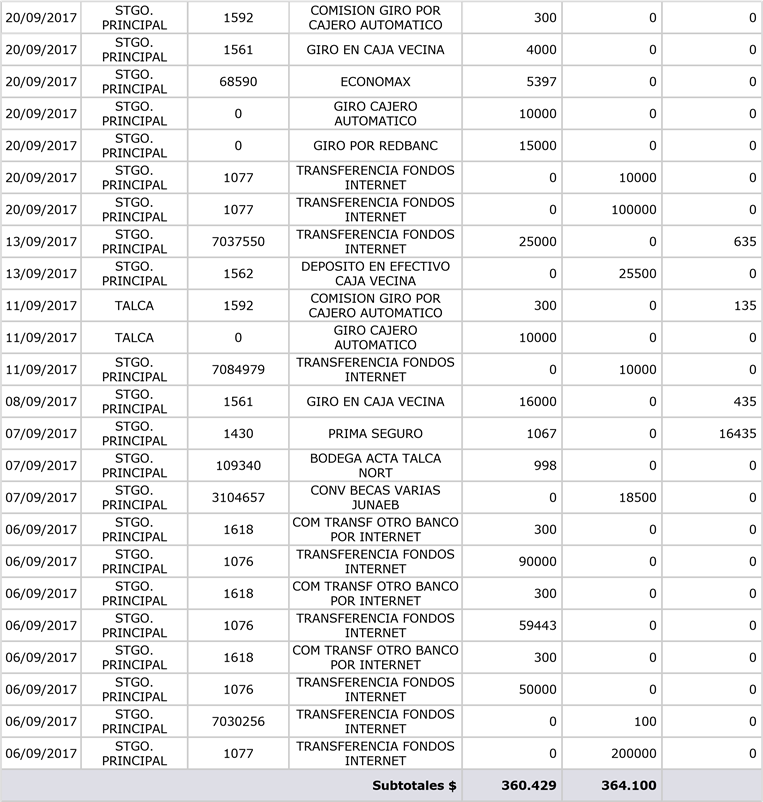 20/09/2017 STGO. PRINCIPAL 1592 COMISION GIRO POR CAJERO AUTOMATICO 300 0 0
20/09/2017 STGO. PRINCIPAL 1561 GIRO EN CAJA VECINA 4000 0 0
20/09/2017 STGO. PRINCIPAL 68590 ECONOMAX 5397 0 0
20/09/2017 STGO. PRINCIPAL 0 GIRO CAJERO AUTOMATICO 10000 0 0
20/09/2017 STGO. PRINCIPAL 0 GIRO POR REDBANC 15000 0 0
20/09/2017 STGO. PRINCIPAL 1077 TRANSFERENCIA FONDOS INTERNET 0 10000 0
20/09/2017 STGO. PRINCIPAL 1077 TRANSFERENCIA FONDOS INTERNET 0 100000 0
13/09/2017 STGO. PRINCIPAL 7037550 TRANSFERENCIA FONDOS INTERNET 25000 0 635
13/09/2017 STGO. PRINCIPAL 1562 DEPOSITO EN EFECTIVO CAJA VECINA 0 25500 0
11/09/2017 TALCA 1592 COMISION GIRO POR CAJERO AUTOMATICO 300 0 135
11/09/2017 TALCA 0 GIRO CAJERO AUTOMATICO 10000 0 0
11/09/2017 STGO. PRINCIPAL 7084979 TRANSFERENCIA FONDOS INTERNET 0 10000 0
08/09/2017 STGO. PRINCIPAL 1561 GIRO EN CAJA VECINA 16000 0 435
07/09/2017 STGO. PRINCIPAL 1430 PRIMA SEGURO 1067 0 16435
07/09/2017 STGO. PRINCIPAL 109340 BODEGA ACTA TALCA NORT 998 0 0
07/09/2017 STGO. PRINCIPAL 3104657 CONV BECAS VARIAS JUNAEB 0 18500 0
06/09/2017 STGO. PRINCIPAL 1618 COM TRANSF OTRO BANCO POR INTERNET 300 0 0
06/09/2017 STGO. PRINCIPAL 1076 TRANSFERENCIA FONDOS INTERNET 90000 0 0
06/09/2017 STGO. PRINCIPAL 1618 COM TRANSF OTRO BANCO POR INTERNET 300 0 0
06/09/2017 STGO. PRINCIPAL 1076 TRANSFERENCIA FONDOS INTERNET 59443 0 0
06/09/2017 STGO. PRINCIPAL 1618 COM TRANSF OTRO BANCO POR INTERNET 300 0 0
06/09/2017 STGO. PRINCIPAL 1076 TRANSFERENCIA FONDOS INTERNET 50000 0 0
06/09/2017 STGO. PRINCIPAL 7030256 TRANSFERENCIA FONDOS INTERNET 0 100 0
06/09/2017 STGO. PRINCIPAL 1077 TRANSFERENCIA FONDOS INTERNET 0 200000 0
Subtotales $ 360.429 364.100